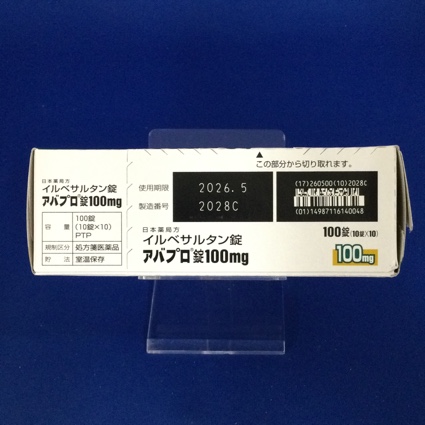 日本薬局方
イルベサルタン錠
アバプロ®錠100mg
容量
100錠
(10錠×10)
PTP
規制区分 処方箋医薬品
貯法 室温保存
使用期限 2026.5
製造番号 2028C
▲
この部分から切り取れます。
(17)260500(10)2028C
(01)14987116140048
日本薬局方
イルベサルタン錠
アバプロ®錠100mg
100錠(10錠×10)
100mg